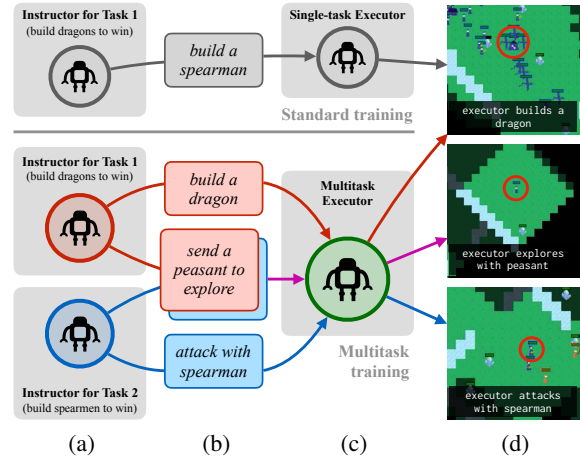 Instructor for Task 1
(build dragons to win)
build a
spearman
Single-task Executor
Standard training
executor builds a
dragon
Instructor for Task 1
(build dragons to win)
build a
dragon
send a
peasant to
explore
attack with
spearman
Instructor for Task 2
(build spearmen to win)
Multitask
Executor
Multitask
training
executor explores
with peasant
executor attacks
with spearman
(a)
(b)
(c)
(d)